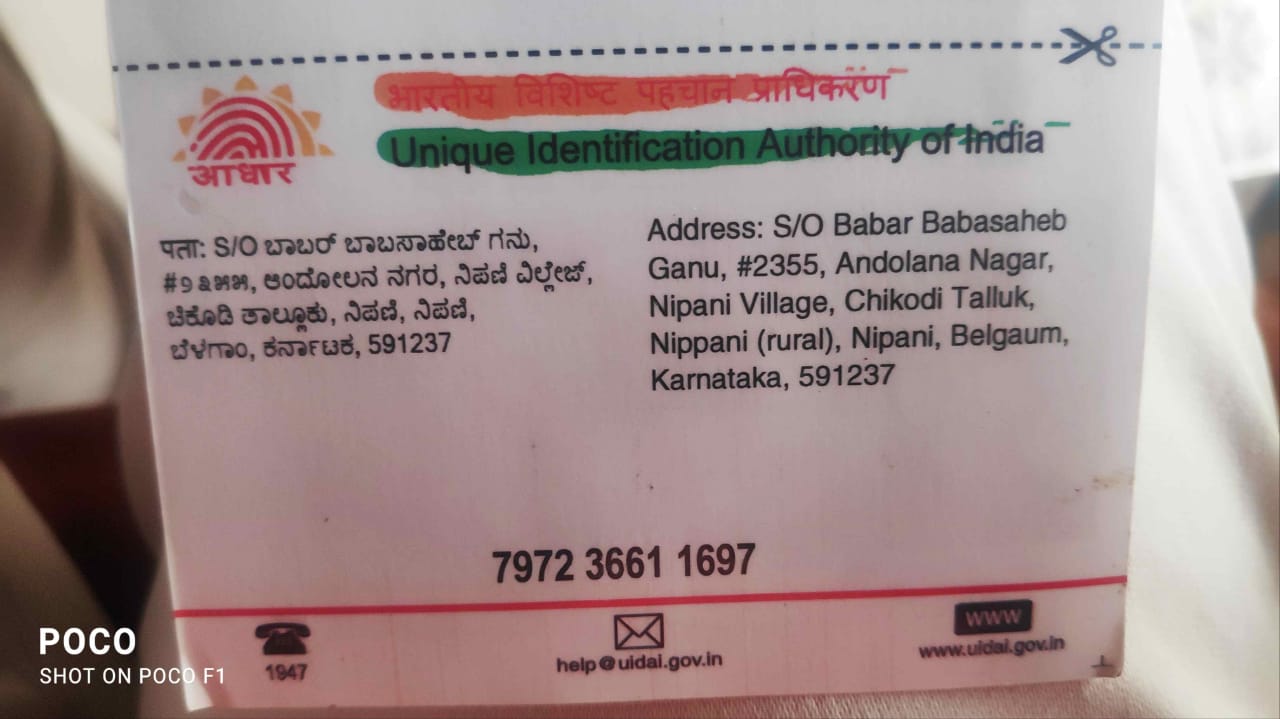 भारतीय विशिष्ट पहचान प्राधिकरण
Unique Identification Authority of India
आधार
पता: S/O ಬಾಬರ್ ಬಾಬಸಾಹೇಬ್ ಗನು,
#೨೩೫೫, ಅಂದೋಲನ ನಗರ, ನಿಪಣಿ ವಿಲ್ಲೇಜ್,
ಚಿಕೊಡಿ ತಾಲ್ಲೂಕು, ನಿಪಣಿ, ನಿಪಣಿ,
ಬೆಳಗಾಂ, ಕರ್ನಾಟಕ, 591237
Address: S/O Babar Babasaheb
Ganu, #2355, Andolana Nagar,
Nipani Village, Chikodi Talluk,
Nippani (rural), Nipani, Belgaum,
Karnataka, 591237
7972 3661 1697
1947
help@uidai.gov.in
WWW
www.uidai.gov.in
POCO
SHOT ON POCO F1